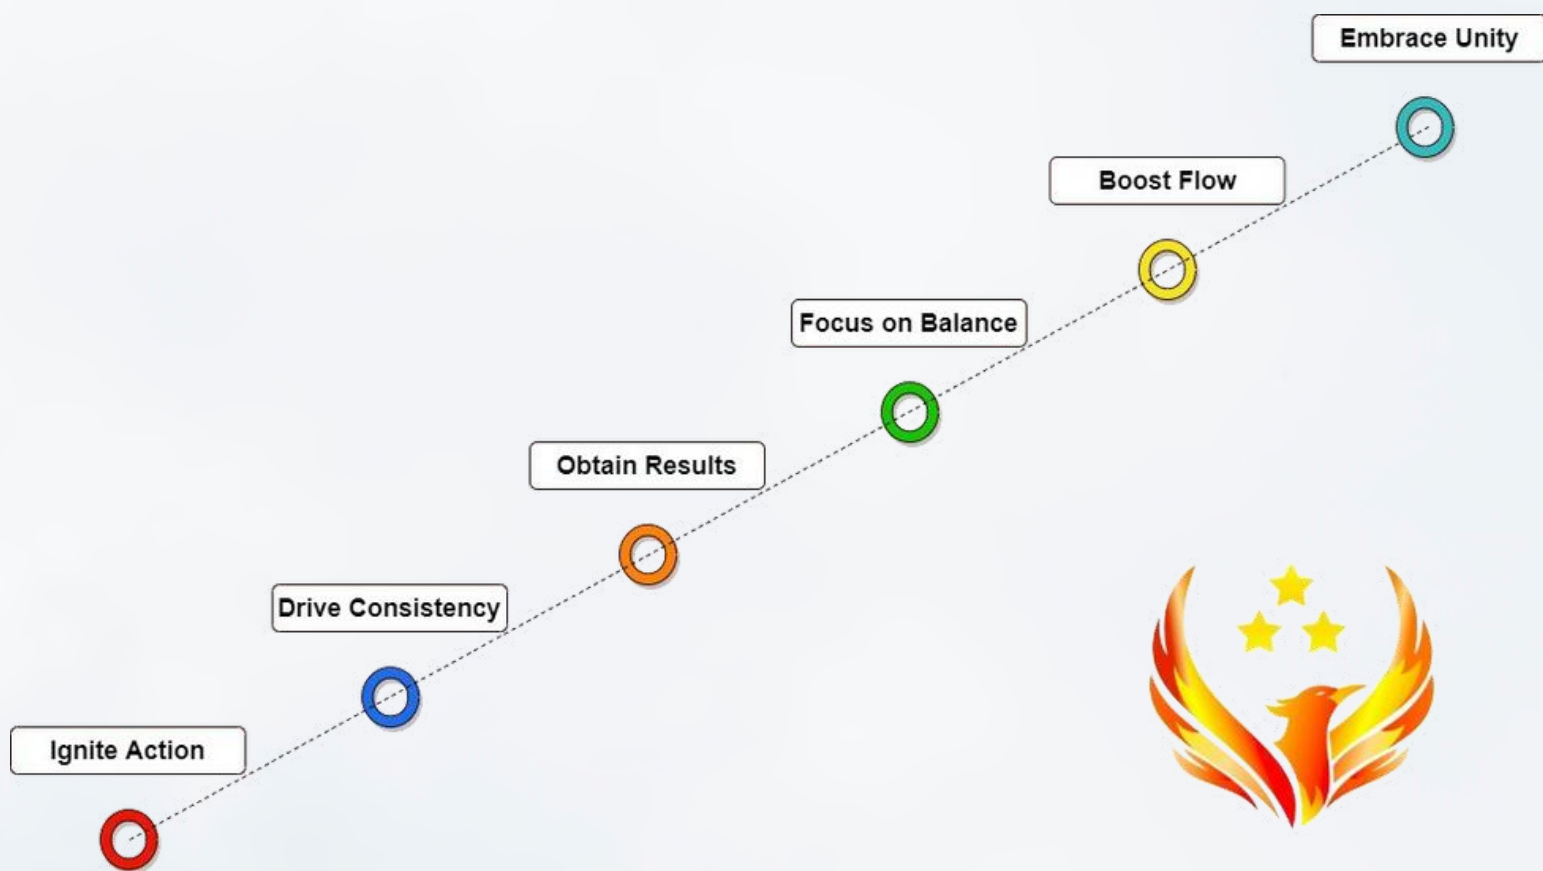 Embrace Unity
Boost Flow
Focus on Balance
Obtain Results
Drive Consistency
Ignite Action